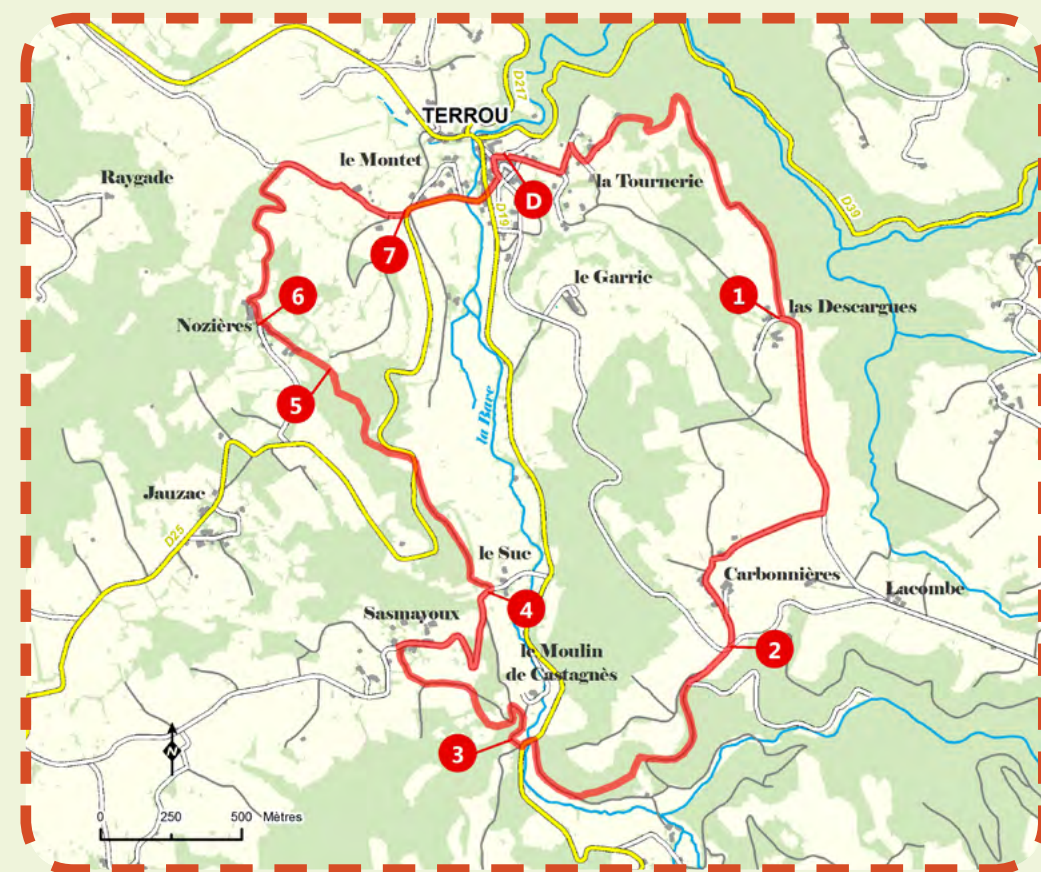 D217
TERROU
le Montet
Raygade
la Tournerie
D
D19
D39
7
le Garric
6
1
las Descargues
Nozières
5
la Bave
Jauzac
D25
le Suc
Carbonnières
Lacombe
Sasmayoux
4
le Moulin
de Castagnès
2
3
N
0 250 500 Mètres